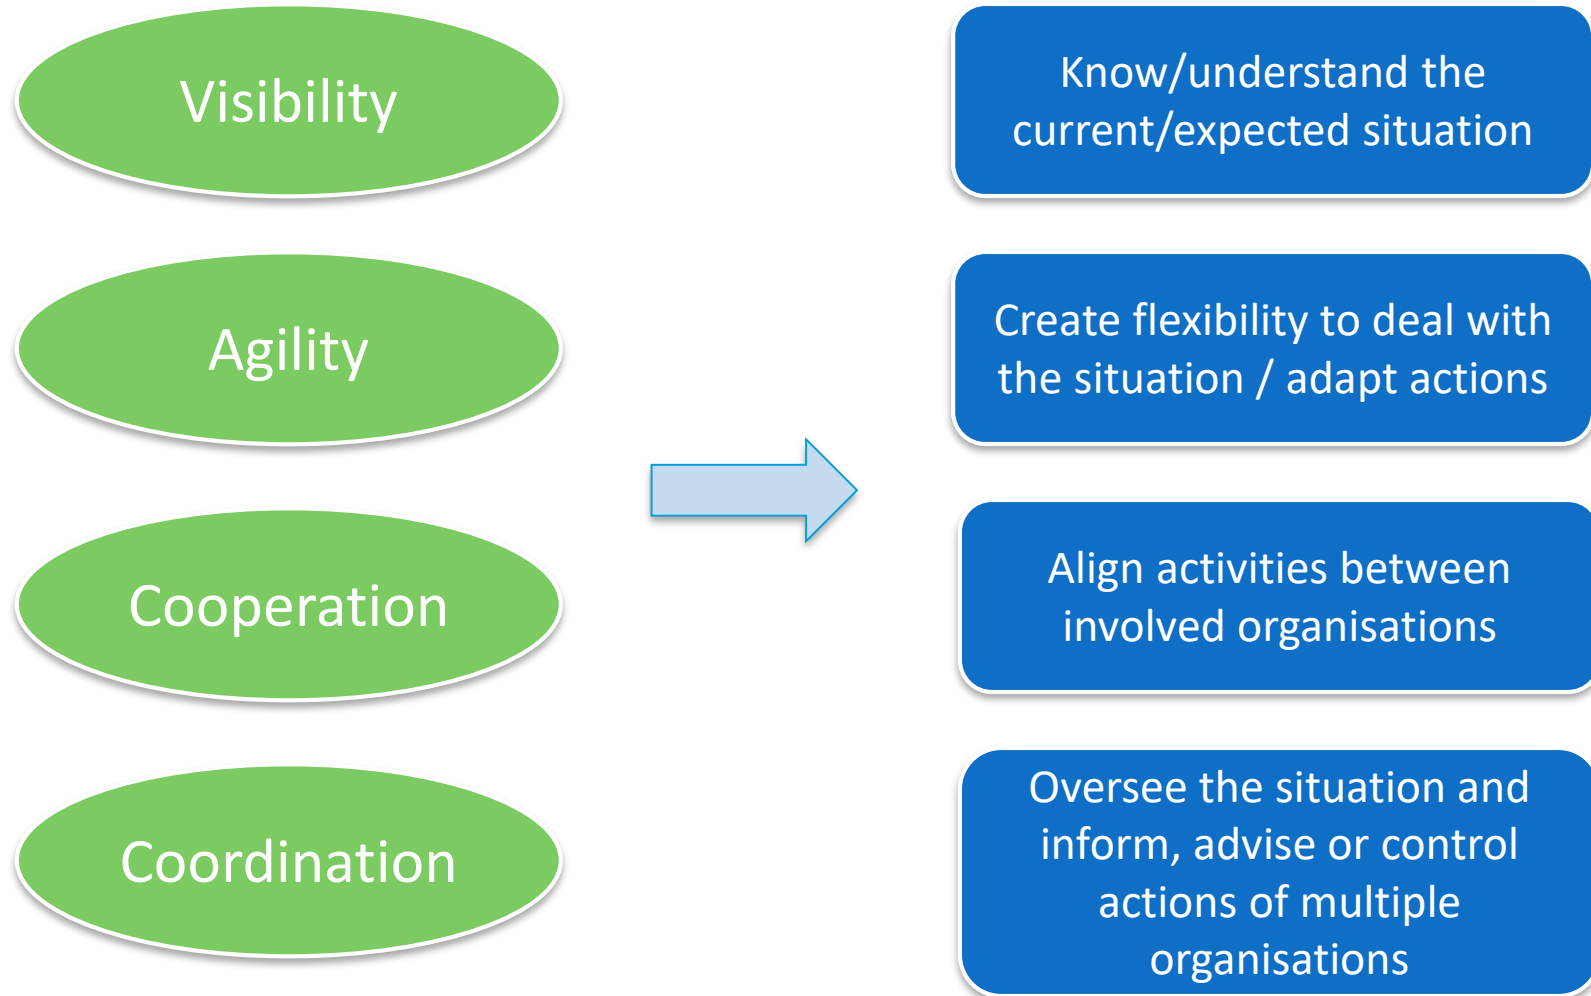 Visibility
Know/understand the
current/expected situation
Agility
Create flexibility to deal with
the situation / adapt actions
Cooperation
Align activities between
involved organisations
Coordination
Oversee the situation and
inform, advise or control
actions of multiple
organisations